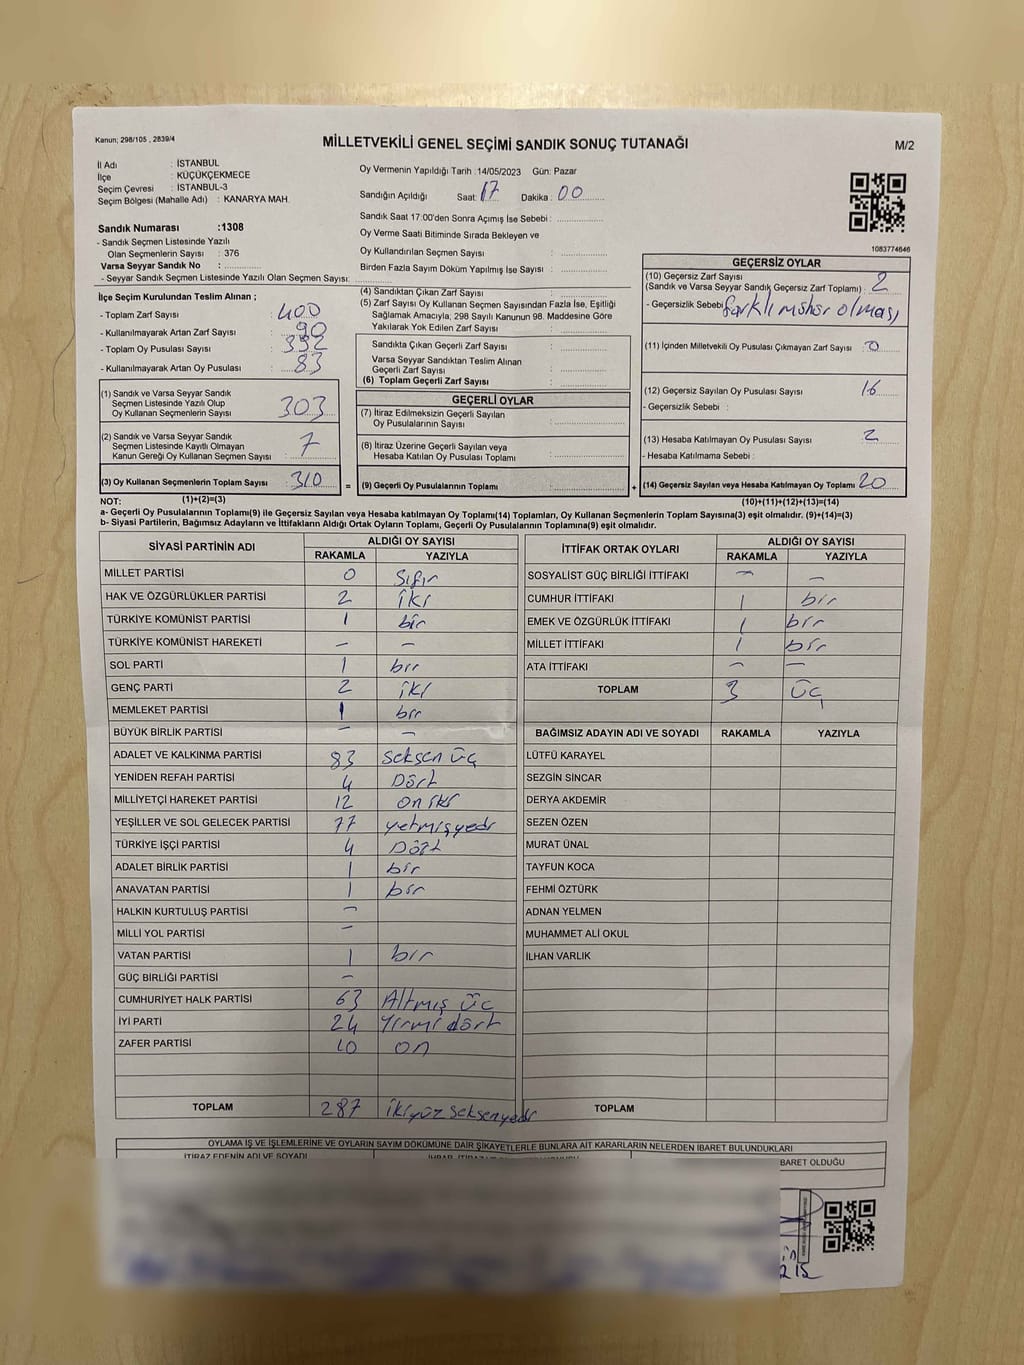 Kanun; 298/105 , 2839/4
MİLLETVEKİLİ GENEL SEÇİMİ SANDIK SONUÇ TUTANAĞI
M/2
İl Adı : İSTANBUL
İlçe : KÜÇÜKÇEKMECE
Seçim Çevresi : İSTANBUL-3
Seçim Bölgesi (Mahalle Adı) : KANARYA MAH.
Sandık Numarası :1308
- Sandık Seçmen Listesinde Yazılı
Olan Seçmenlerin Sayısı : 376
Varsa Seyyar Sandık No :
- Seyyar Sandık Seçmen Listesinde Yazılı Olan Seçmen Sayısı:
Oy Vermenin Yapıldığı Tarih :14/05/2023 Gün: Pazar
Sandığın Açıldığı Saat: 17 Dakika : 00
Sandık Saat 17:00'den Sonra Açımış İse Sebebi :
Oy Verme Saati Bitiminde Sırada Bekleyen ve
Oy Kullandırılan Seçmen Sayısı :
Birden Fazla Sayım Döküm Yapılmış İse Sayısı :
1083774646
İlçe Seçim Kurulundan Teslim Alınan ;
- Toplam Zarf Sayısı : 400
- Kullanılmayarak Artan Zarf Sayısı : 90
- Toplam Oy Pusulası Sayısı : 392
- Kullanılmayarak Artan Oy Pusulası : 83
(1) Sandık ve Varsa Seyyar Sandık
Seçmen Listesinde Yazılı Olup
Oy Kullanan Seçmenlerin Sayısı : 303
(2) Sandık ve Varsa Seyyar Sandık
Seçmen Listesinde Kayıtlı Olmayan
Kanun Gereği Oy Kullanan Seçmen Sayısı : 7
(3) Oy Kullanan Seçmenlerin Toplam Sayısı : 310
(4) Sandıktan Çıkan Zarf Sayısı :
(5) Zarf Sayısı Oy Kullanan Seçmen Sayısından Fazla İse, Eşitliği
Sağlamak Amacıyla, 298 Sayılı Kanunun 98. Maddesine Göre
Yakılarak Yok Edilen Zarf Sayısı :
Sandıkta Çıkan Geçerli Zarf Sayısı :
Varsa Seyyar Sandıktan Teslim Alınan
Geçerli Zarf Sayısı :
(6) Toplam Geçerli Zarf Sayısı :
GEÇERLİ OYLAR
(7) İtiraz Edilmeksizin Geçerli Sayılan
Oy Pusulalarının Sayısı :
(8) İtiraz Üzerine Geçerli Sayılan veya
Hesaba Katılan Oy Pusulası Toplamı :
= (9) Geçerli Oy Pusulalarının Toplamı :
GEÇERSİZ OYLAR
(10) Geçersiz Zarf Sayısı
(Sandık ve Varsa Seyyar Sandık Geçersiz Zarf Toplamı) : 2
- Geçersizlik Sebebi : farklı mühür olması
(11) İçinden Milletvekili Oy Pusulası Çıkmayan Zarf Sayısı : 0
(12) Geçersiz Sayılan Oy Pusulası Sayısı : 16
- Geçersizlik Sebebi :
(13) Hesaba Katılmayan Oy Pusulası Sayısı : 2
- Hesaba Katılmama Sebebi :
+ (14) Geçersiz Sayılan veya Hesaba Katılmayan Oy Toplamı : 20
NOT: (1)+(2)=(3) (10)+(11)+(12)+(13)=(14)
a- Geçerli Oy Pusulalarının Toplamı(9) ile Geçersiz Sayılan veya Hesaba katılmayan Oy Toplamı(14) Toplamları, Oy Kullanan Seçmenlerin Toplam Sayısına(3) eşit olmalıdır. (9)+(14)=(3)
b- Siyasi Partilerin, Bağımsız Adayların ve İttifakların Aldığı Ortak Oyların Toplamı, Geçerli Oy Pusulalarının Toplamına(9) eşit olmalıdır.
SİYASİ PARTİNİN ADI ALDIĞI OY SAYISI
RAKAMLA YAZIYLA
MİLLET PARTİSİ 0 Sıfır
HAK VE ÖZGÜRLÜKLER PARTİSİ 2 iki
TÜRKİYE KOMÜNİST PARTİSİ 1 bir
TÜRKİYE KOMÜNİST HAREKETİ - -
SOL PARTİ 1 bir
GENÇ PARTİ 2 iki
MEMLEKET PARTİSİ 1 bir
BÜYÜK BİRLİK PARTİSİ - -
ADALET VE KALKINMA PARTİSİ 83 seksen üç
YENİDEN REFAH PARTİSİ 4 Dört
MİLLİYETÇİ HAREKET PARTİSİ 12 on iki
YEŞİLLER VE SOL GELECEK PARTİSİ 77 yetmiş yedi
TÜRKİYE İŞÇİ PARTİSİ 4 Dört
ADALET BİRLİK PARTİSİ 1 bir
ANAVATAN PARTİSİ 1 bir
HALKIN KURTULUŞ PARTİSİ -
MİLLİ YOL PARTİSİ -
VATAN PARTİSİ 1 bir
GÜÇ BİRLİĞİ PARTİSİ -
CUMHURİYET HALK PARTİSİ 63 Altmış üç
İYİ PARTİ 24 Yirmi dört
ZAFER PARTİSİ 10 on
TOPLAM 287 ikiyüz seksenyedi
İTTİFAK ORTAK OYLARI ALDIĞI OY SAYISI
RAKAMLA YAZIYLA
SOSYALİST GÜÇ BİRLİĞİ İTTİFAKI - -
CUMHUR İTTİFAKI 1 bir
EMEK VE ÖZGÜRLÜK İTTİFAKI 1 bir
MİLLET İTTİFAKI 1 bir
ATA İTTİFAKI - -
TOPLAM 3 üç
BAĞIMSIZ ADAYIN ADI VE SOYADI RAKAMLA YAZIYLA
LÜTFÜ KARAYEL
SEZGİN SİNCAR
DERYA AKDEMİR
SEZEN ÖZEN
MURAT ÜNAL
TAYFUN KOCA
FEHMİ ÖZTÜRK
ADNAN YELMEN
MUHAMMET ALİ OKUL
İLHAN VARLIK
TOPLAM
OYLAMA İŞ VE İŞLEMLERİNE VE OYLARIN SAYIM DÖKÜMÜNE DAİR ŞİKAYETLERLE BUNLARA AİT KARARLARIN NELERDEN İBARET BULUNDUKLARI
İTİRAZ EDENİN ADI VE SOYADI
BARET OLDUĞU